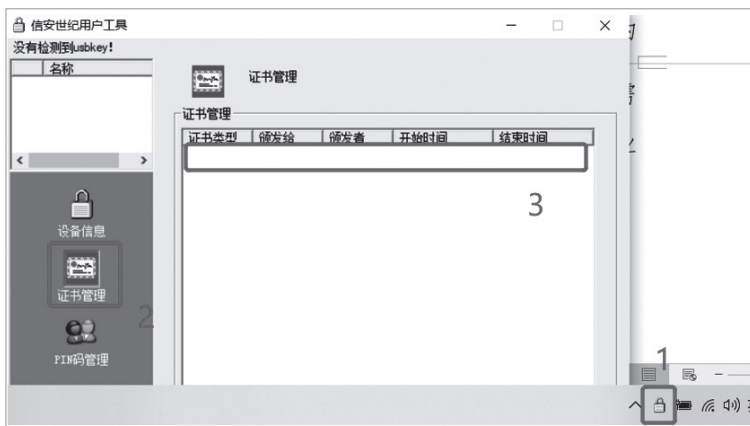 信安世纪用户工具
没有检测到usbkey!
名称
证书管理
证书管理
证书类型 颁发给 颁发者 开始时间 结束时间
3
设备信息
证书管理
2
PIN码管理
1